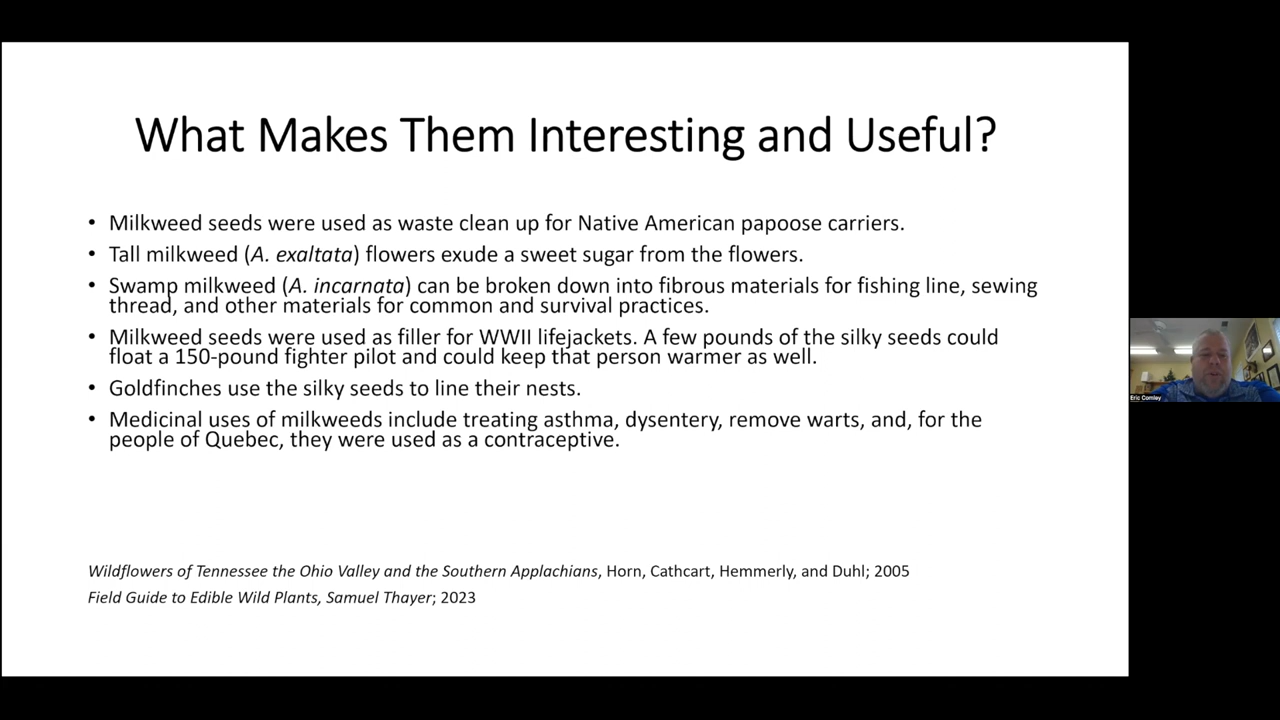 What Makes Them Interesting and Useful?
• Milkweed seeds were used as waste clean up for Native American papoose carriers.
• Tall milkweed (A. exaltata) flowers exude a sweet sugar from the flowers.
• Swamp milkweed (A. incarnata) can be broken down into fibrous materials for fishing line, sewing
thread, and other materials for common and survival practices.
• Milkweed seeds were used as filler for WWII lifejackets. A few pounds of the silky seeds could
float a 150-pound fighter pilot and could keep that person warmer as well.
• Goldfinches use the silky seeds to line their nests.
• Medicinal uses of milkweeds include treating asthma, dysentery, remove warts, and, for the
people of Quebec, they were used as a contraceptive.
Wildflowers of Tennessee the Ohio Valley and the Southern Applachians, Horn, Cathcart, Hemmerly, and Duhl; 2005
Field Guide to Edible Wild Plants, Samuel Thayer; 2023
Eric Comley